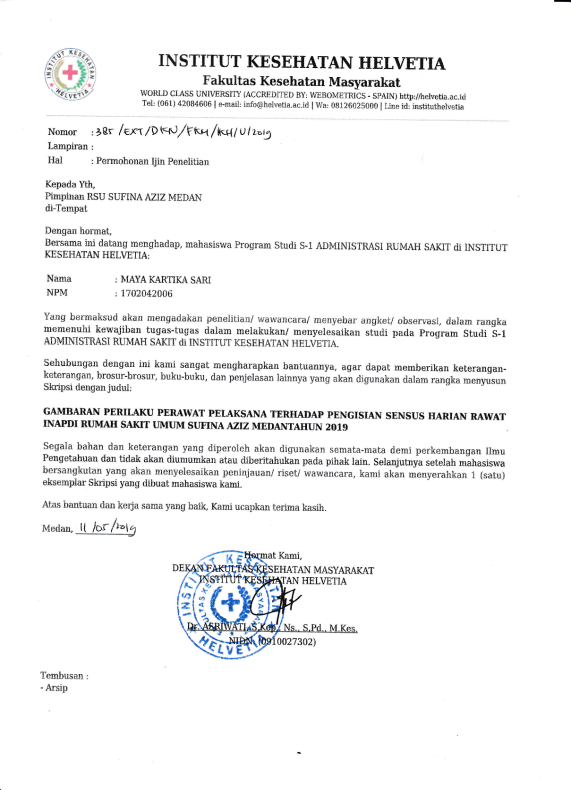 INSTITUT KESEHATAN HELVETIA
Fakultas Kesehatan Masyarakat
WORLD CLASS UNIVERSITY (ACCREDITED BY: WEBOMETRICS - SPAIN) http://helvetia.ac.id
Tel: (061) 42084606 | e-mail: info@helvetia.ac.id | Wa: 08126025000 | Line id: instituthelvetia
INSTITUT KESEHATAN
HELVETIA
Nomor : 385 /EXT/DKN/FKM/IKH/V/2019
Lampiran :
Hal : Permohonan Ijin Penelitian
Kepada Yth,
Pimpinan RSU SUFINA AZIZ MEDAN
di-Tempat
Dengan hormat,
Bersama ini datang menghadap, mahasiswa Program Studi S-1 ADMINISTRASI RUMAH SAKIT di INSTITUT
KESEHATAN HELVETIA:
Nama : MAYA KARTIKA SARI
NPM : 1702042006
Yang bermaksud akan mengadakan penelitian/ wawancara/ menyebar angket/ observasi, dalam rangka
memenuhi kewajiban tugas-tugas dalam melakukan/ menyelesaikan studi pada Program Studi S-1
ADMINISTRASI RUMAH SAKIT di INSTITUT KESEHATAN HELVETIA.
Sehubungan dengan ini kami sangat mengharapkan bantuannya, agar dapat memberikan keterangan-
keterangan, brosur-brosur, buku-buku, dan penjelasan lainnya yang akan digunakan dalam rangka menyusun
Skripsi dengan judul:
GAMBARAN PERILAKU PERAWAT PELAKSANA TERHADAP PENGISIAN SENSUS HARIAN RAWAT
INAPDI RUMAH SAKIT UMUM SUFINA AZIZ MEDANTAHUN 2019
Segala bahan dan keterangan yang diperoleh akan digunakan semata-mata demi perkembangan Ilmu
Pengetahuan dan tidak akan diumumkan atau diberitahukan pada pihak lain. Selanjutnya setelah mahasiswa
bersangkutan yang akan menyelesaikan peninjauan/ riset/ wawancara, kami akan menyerahkan 1 (satu)
eksemplar Skripsi yang dibuat mahasiswa kami.
Atas bantuan dan kerja sama yang baik, Kami ucapkan terima kasih.
Medan, 11 /05 /2019
Hormat Kami,
DEKAN FAKULTAS KESEHATAN MASYARAKAT
INSTITUT KESEHATAN HELVETIA
Dr. ASRIWATI, S.Kep., Ns., S.Pd., M.Kes.
NIDN. (0910027302)
Tembusan :
- Arsip